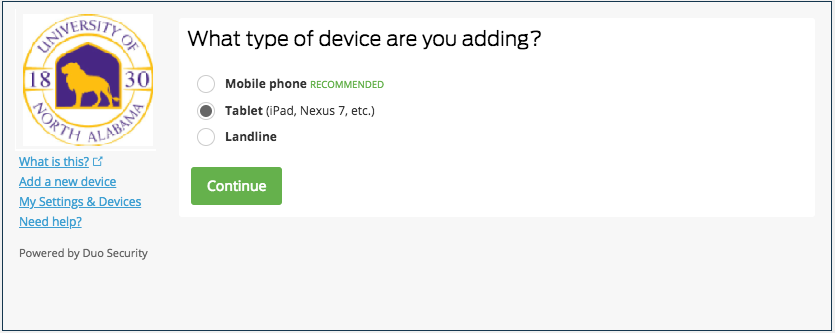 UNIVERSITY OF
18 30
NORTH ALABAMA
What is this?
Add a new device
My Settings & Devices
Need help?
Powered by Duo Security
What type of device are you adding?
Mobile phone RECOMMENDED
Tablet (iPad, Nexus 7, etc.)
Landline
Continue